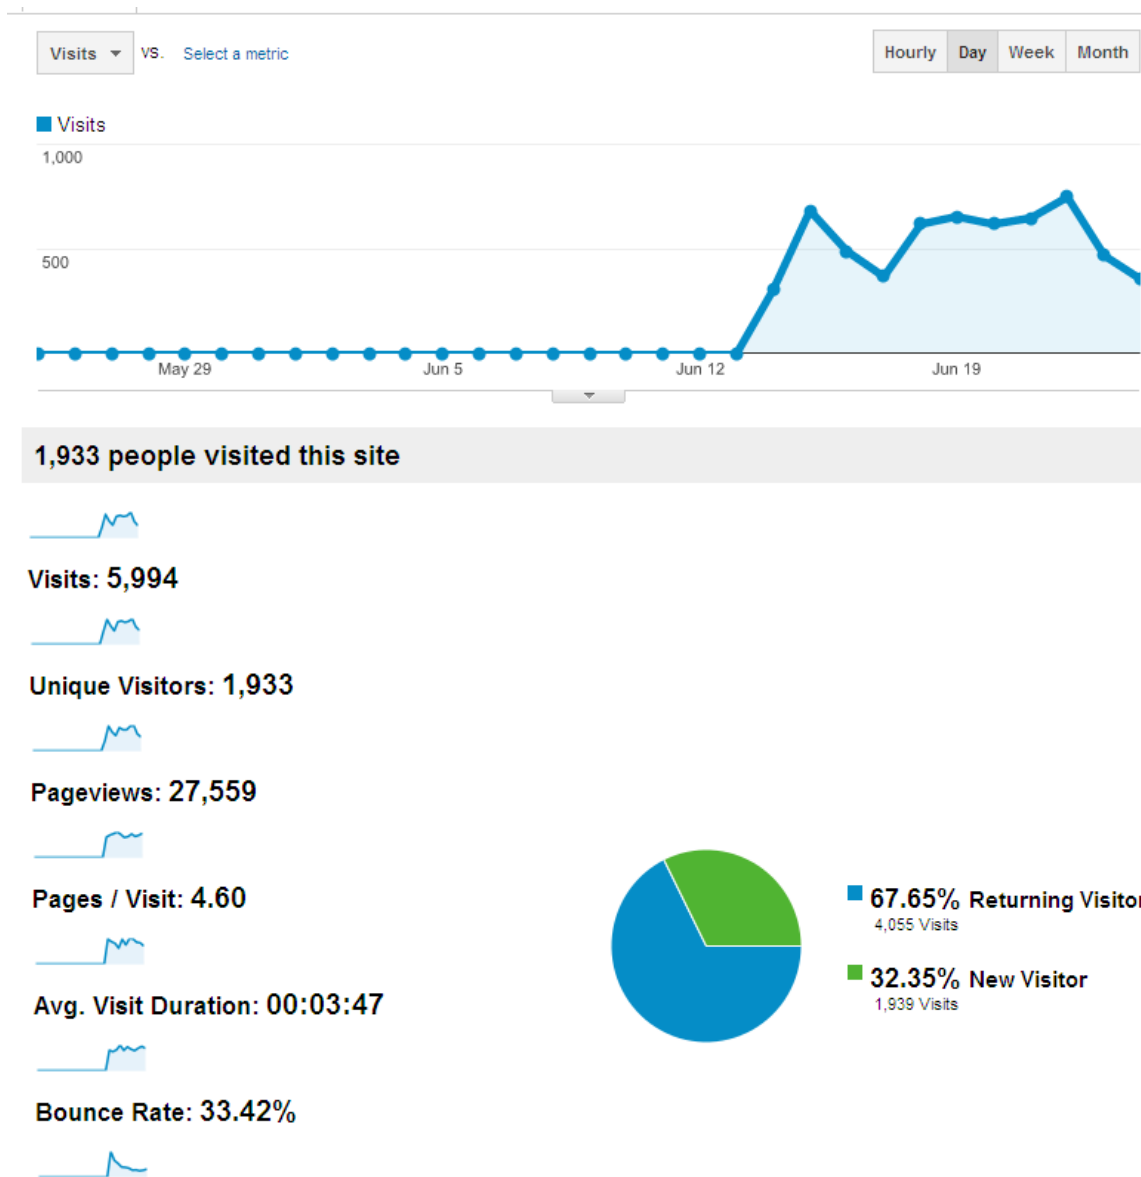 Visits vs. Select a metric Hourly Day Week Month
Visits
1,000
500
May 29 Jun 5 Jun 12 Jun 19
1,933 people visited this site
Visits: 5,994
Unique Visitors: 1,933
Pageviews: 27,559
Pages / Visit: 4.60
67.65% Returning Visitor
4,055 Visits
32.35% New Visitor
1,939 Visits
Avg. Visit Duration: 00:03:47
Bounce Rate: 33.42%